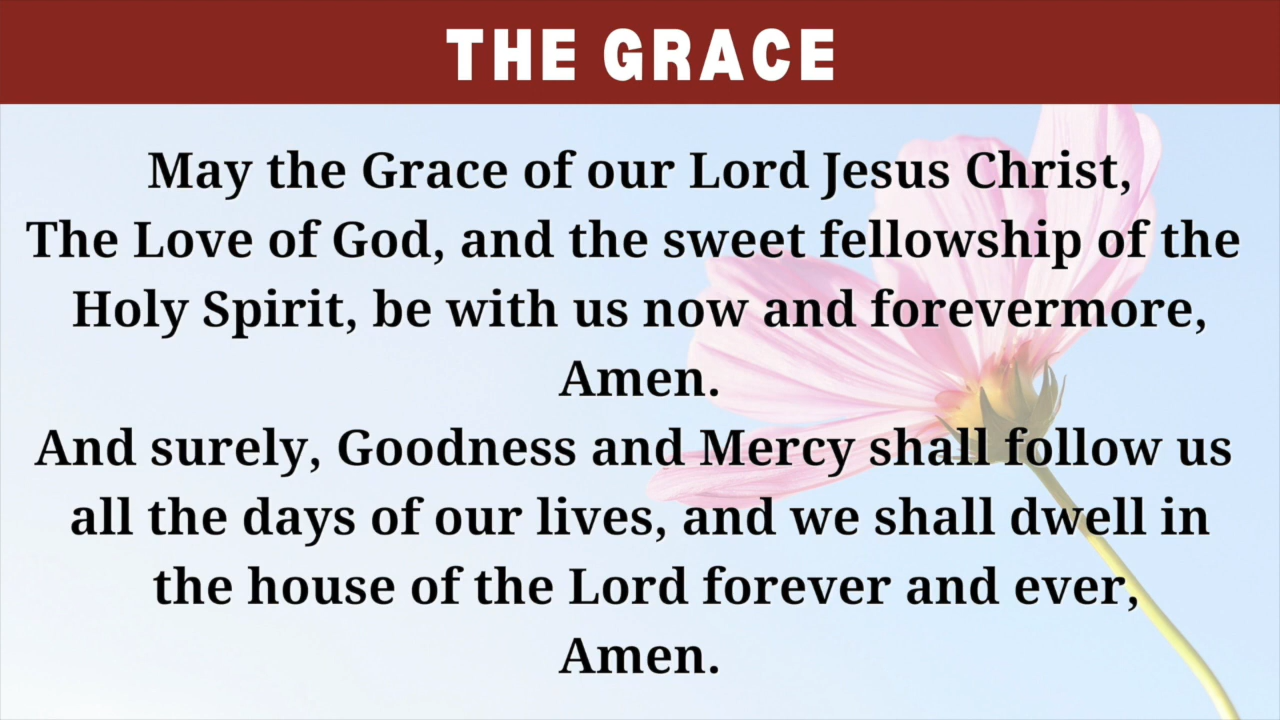 THE GRACE
May the Grace of our Lord Jesus Christ,
The Love of God, and the sweet fellowship of the
Holy Spirit, be with us now and forevermore,
Amen.
And surely, Goodness and Mercy shall follow us
all the days of our lives, and we shall dwell in
the house of the Lord forever and ever,
Amen.